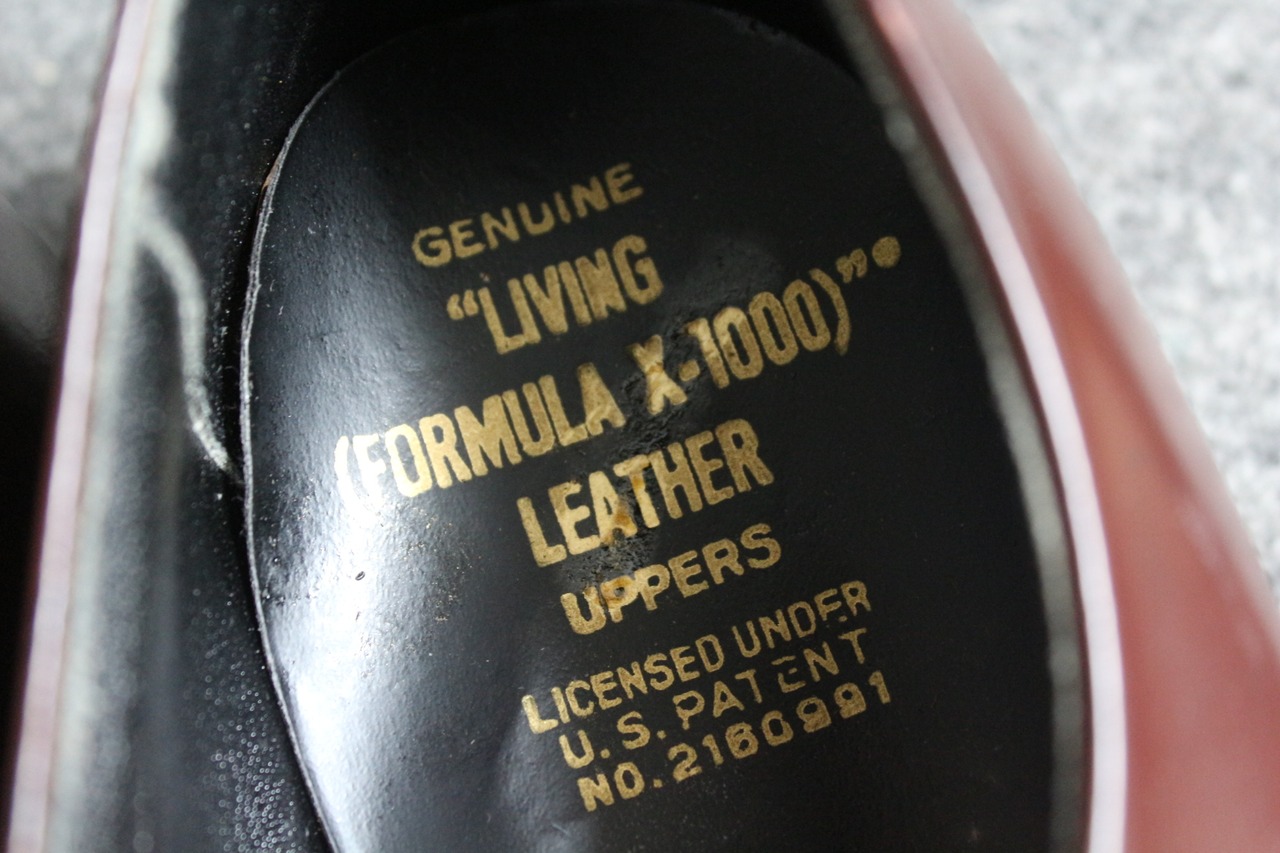 GENUINE
“LIVING
(FORMULA X-1000)”
LEATHER
UPPERS
LICENSED UNDER
U.S. PATENT
NO. 2160991